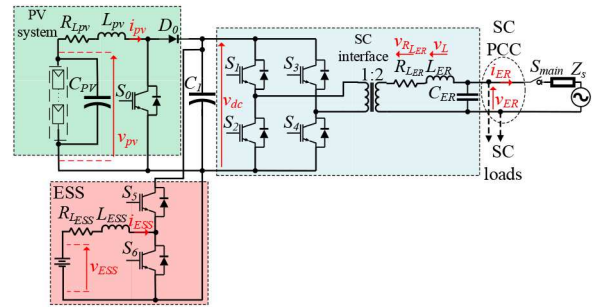 PV
system
R_Lpv
L_pv
i_pv
D_0
C_PV
v_pv
S_0
C_1
v_dc
S_1
S_2
S_3
S_4
SC
interface
1:2
v_R_LER
v_L
R_LER
L_ER
C_ER
SC
PCC
i_ER
v_ER
S_main
Z_s
SC
loads
ESS
R_LESS
L_ESS
i_ESS
v_ESS
S_5
S_6